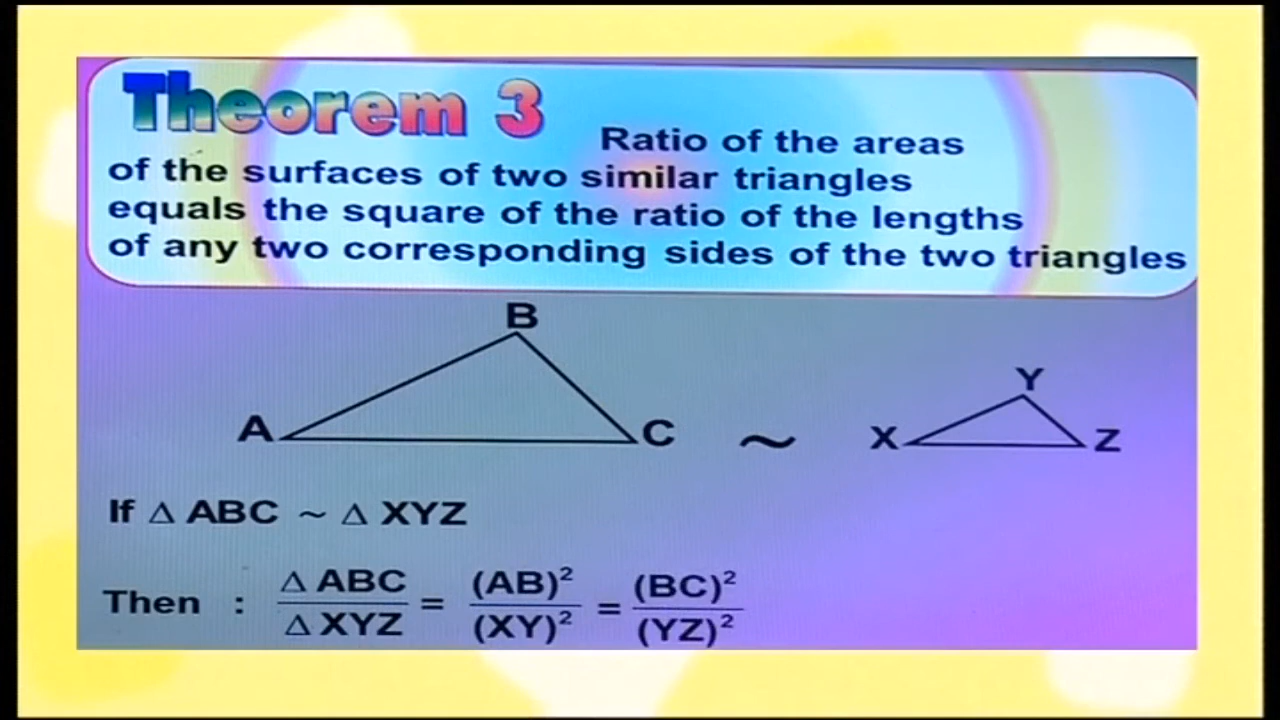 Theorem 3 Ratio of the areas
of the surfaces of two similar triangles
equals the square of the ratio of the lengths
of any two corresponding sides of the two triangles
B
Y
A C ~ X Z
If Δ ABC ~ Δ XYZ
Then : Δ ABC / Δ XYZ = (AB)² / (XY)² = (BC)² / (YZ)²